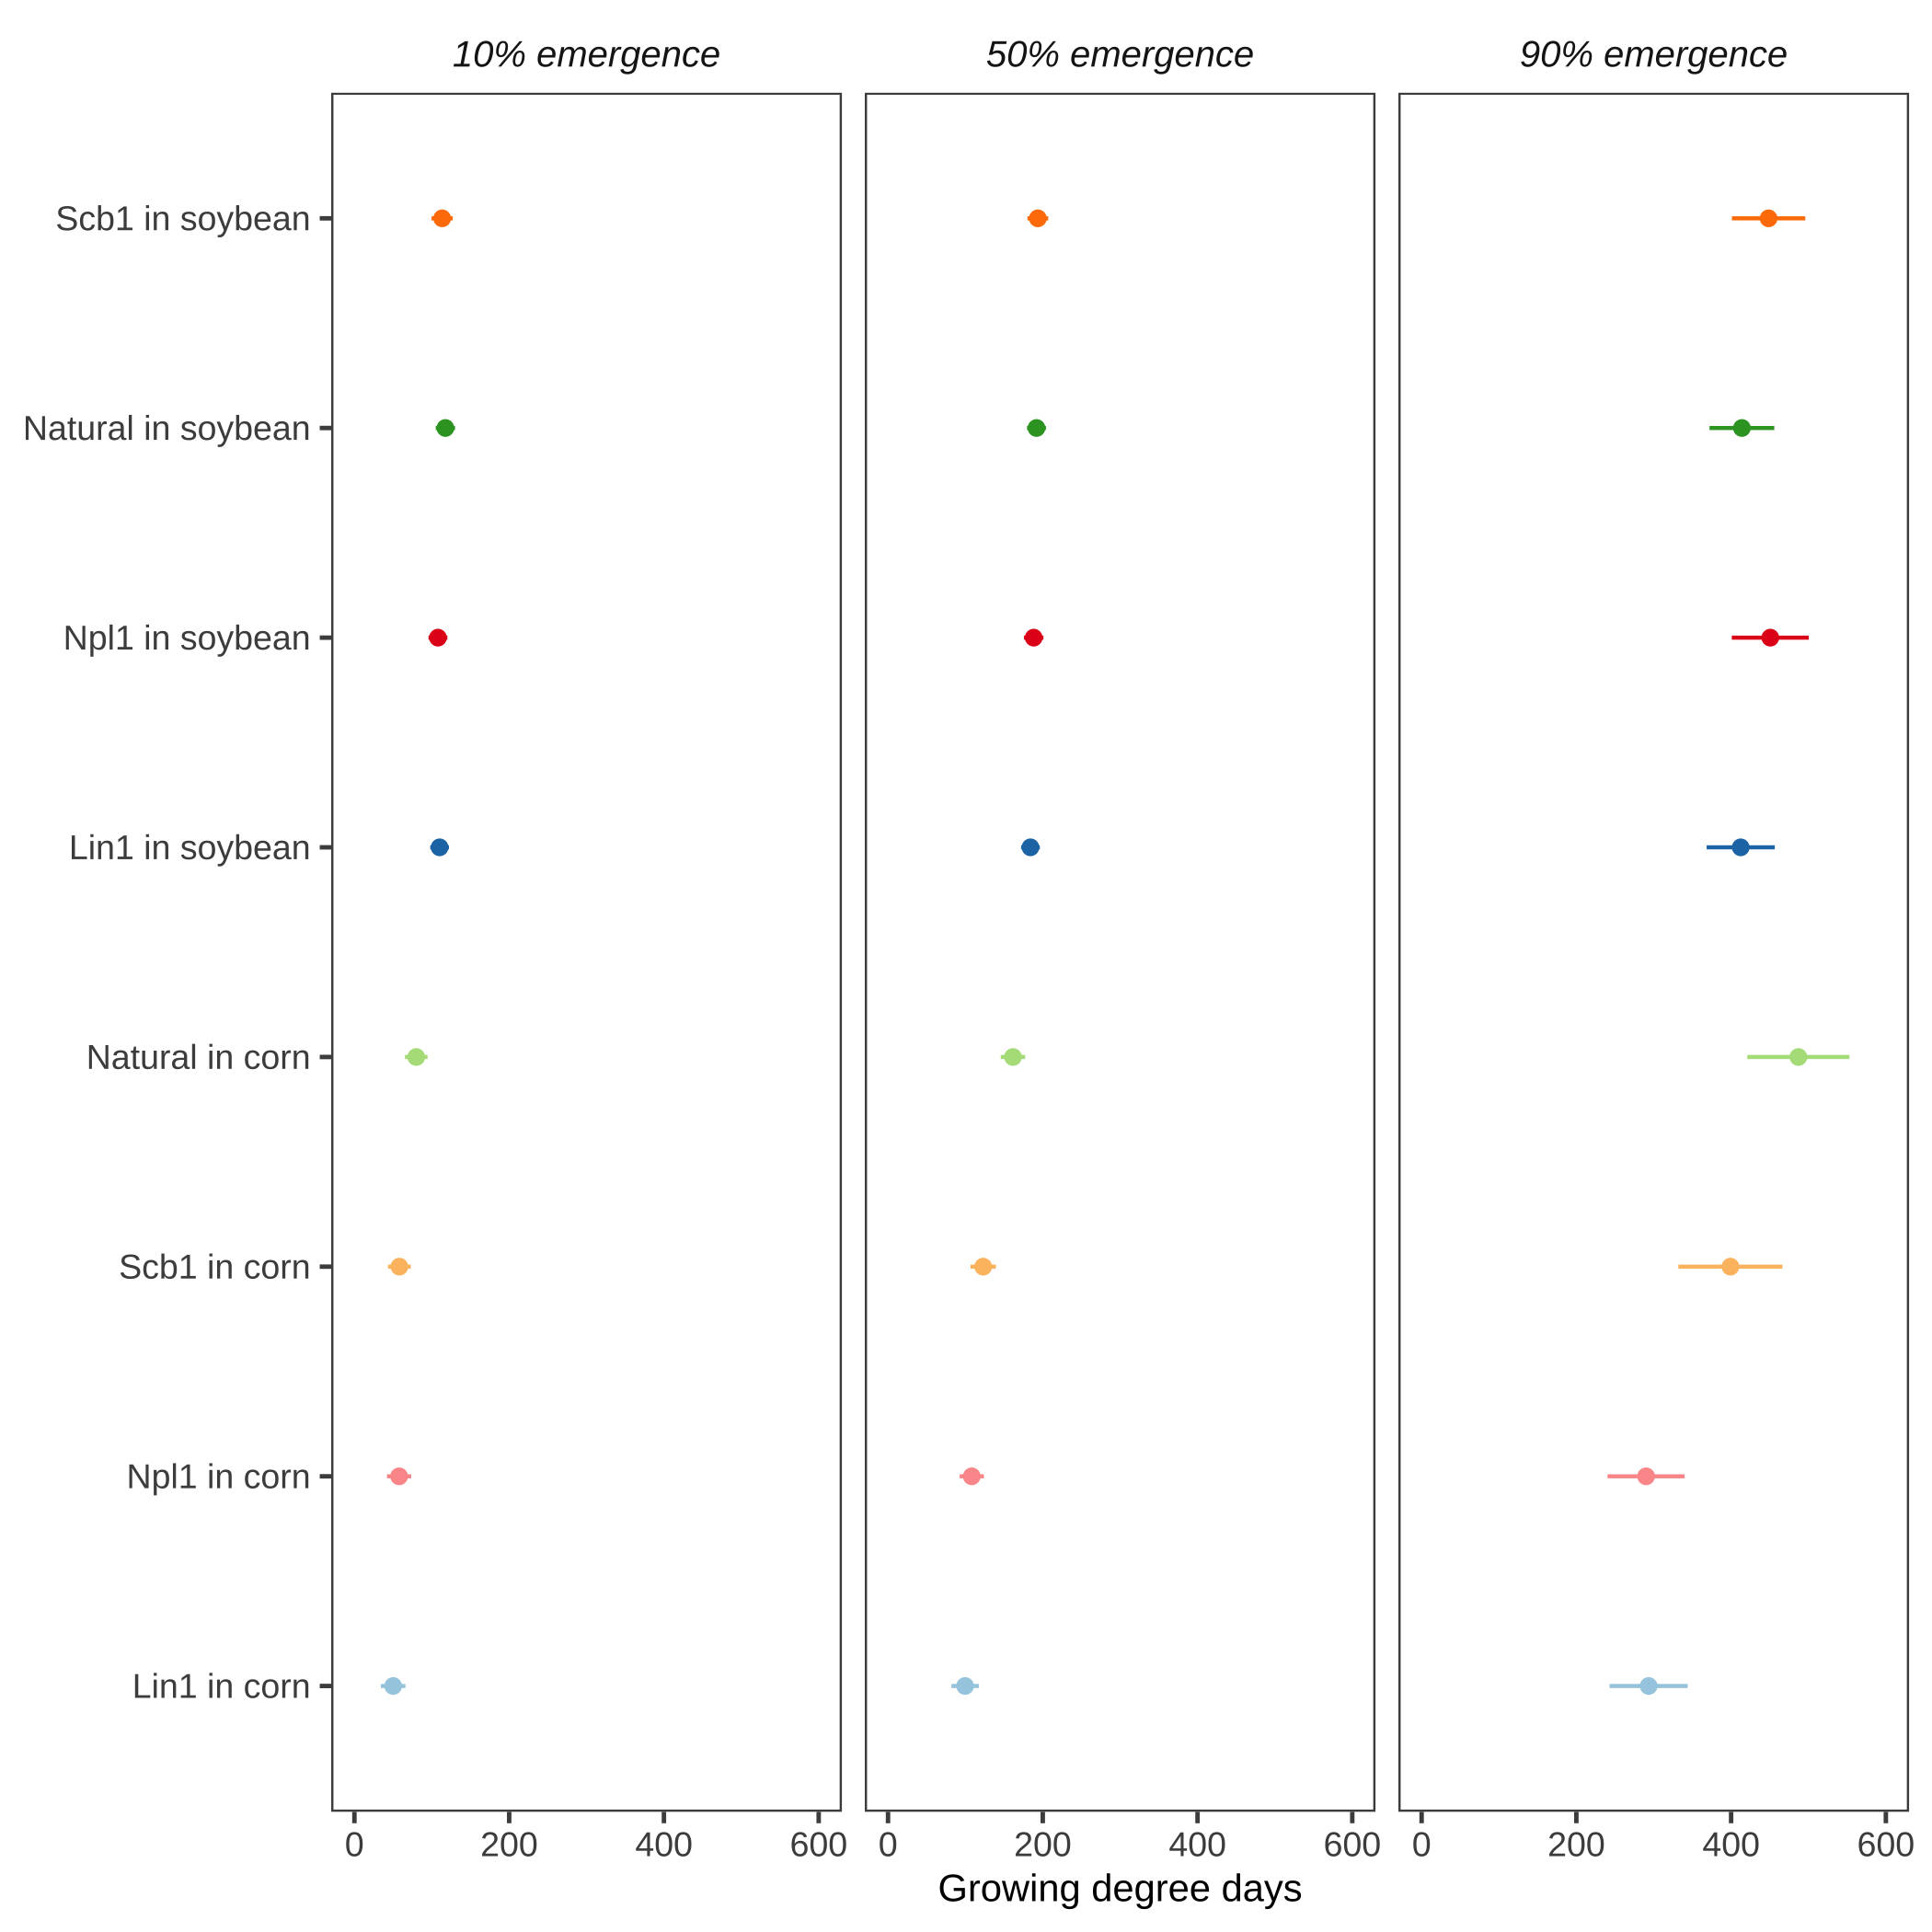 10% emergence 50% emergence 90% emergence
Scb1 in soybean
Natural in soybean
Npl1 in soybean
Lin1 in soybean
Natural in corn
Scb1 in corn
Npl1 in corn
Lin1 in corn
0 200 400 600 0 200 400 600 0 200 400 600
Growing degree days